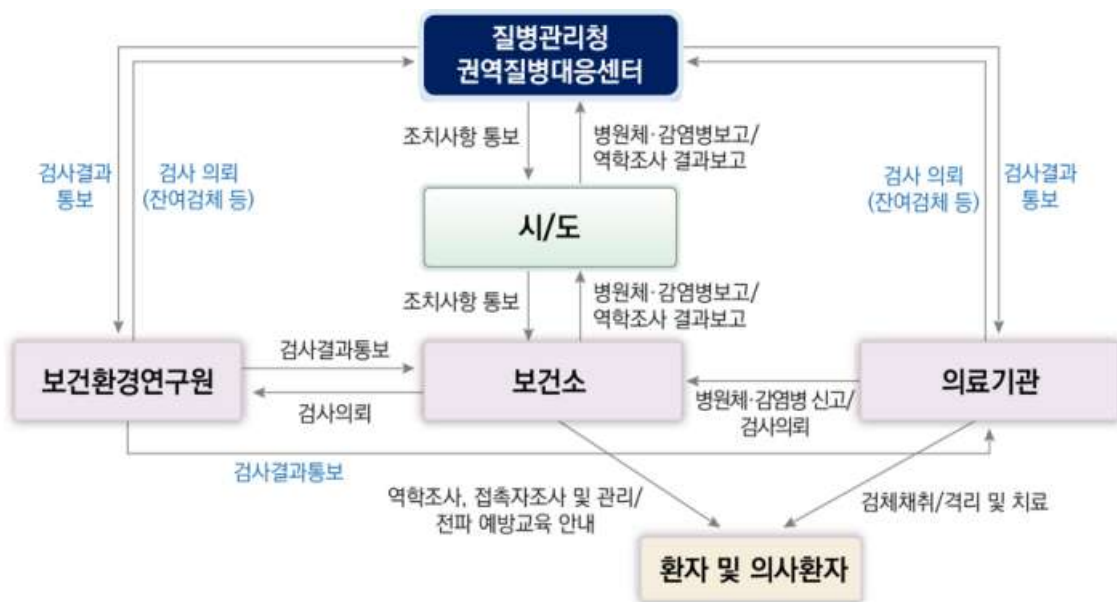 질병관리청
권역질병대응센터
조치사항 통보
병원체·감염병보고/
역학조사 결과보고
검사결과
통보
검사 의뢰
(잔여검체 등)
검사 의뢰
(잔여검체 등)
검사결과
통보
시/도
조치사항 통보
병원체·감염병보고/
역학조사 결과보고
보건환경연구원
검사결과통보
검사의뢰
보건소
병원체·감염병 신고/
검사의뢰
의료기관
검사결과통보
역학조사, 접촉자조사 및 관리/
전파 예방교육 안내
검체채취/격리 및 치료
환자 및 의사환자